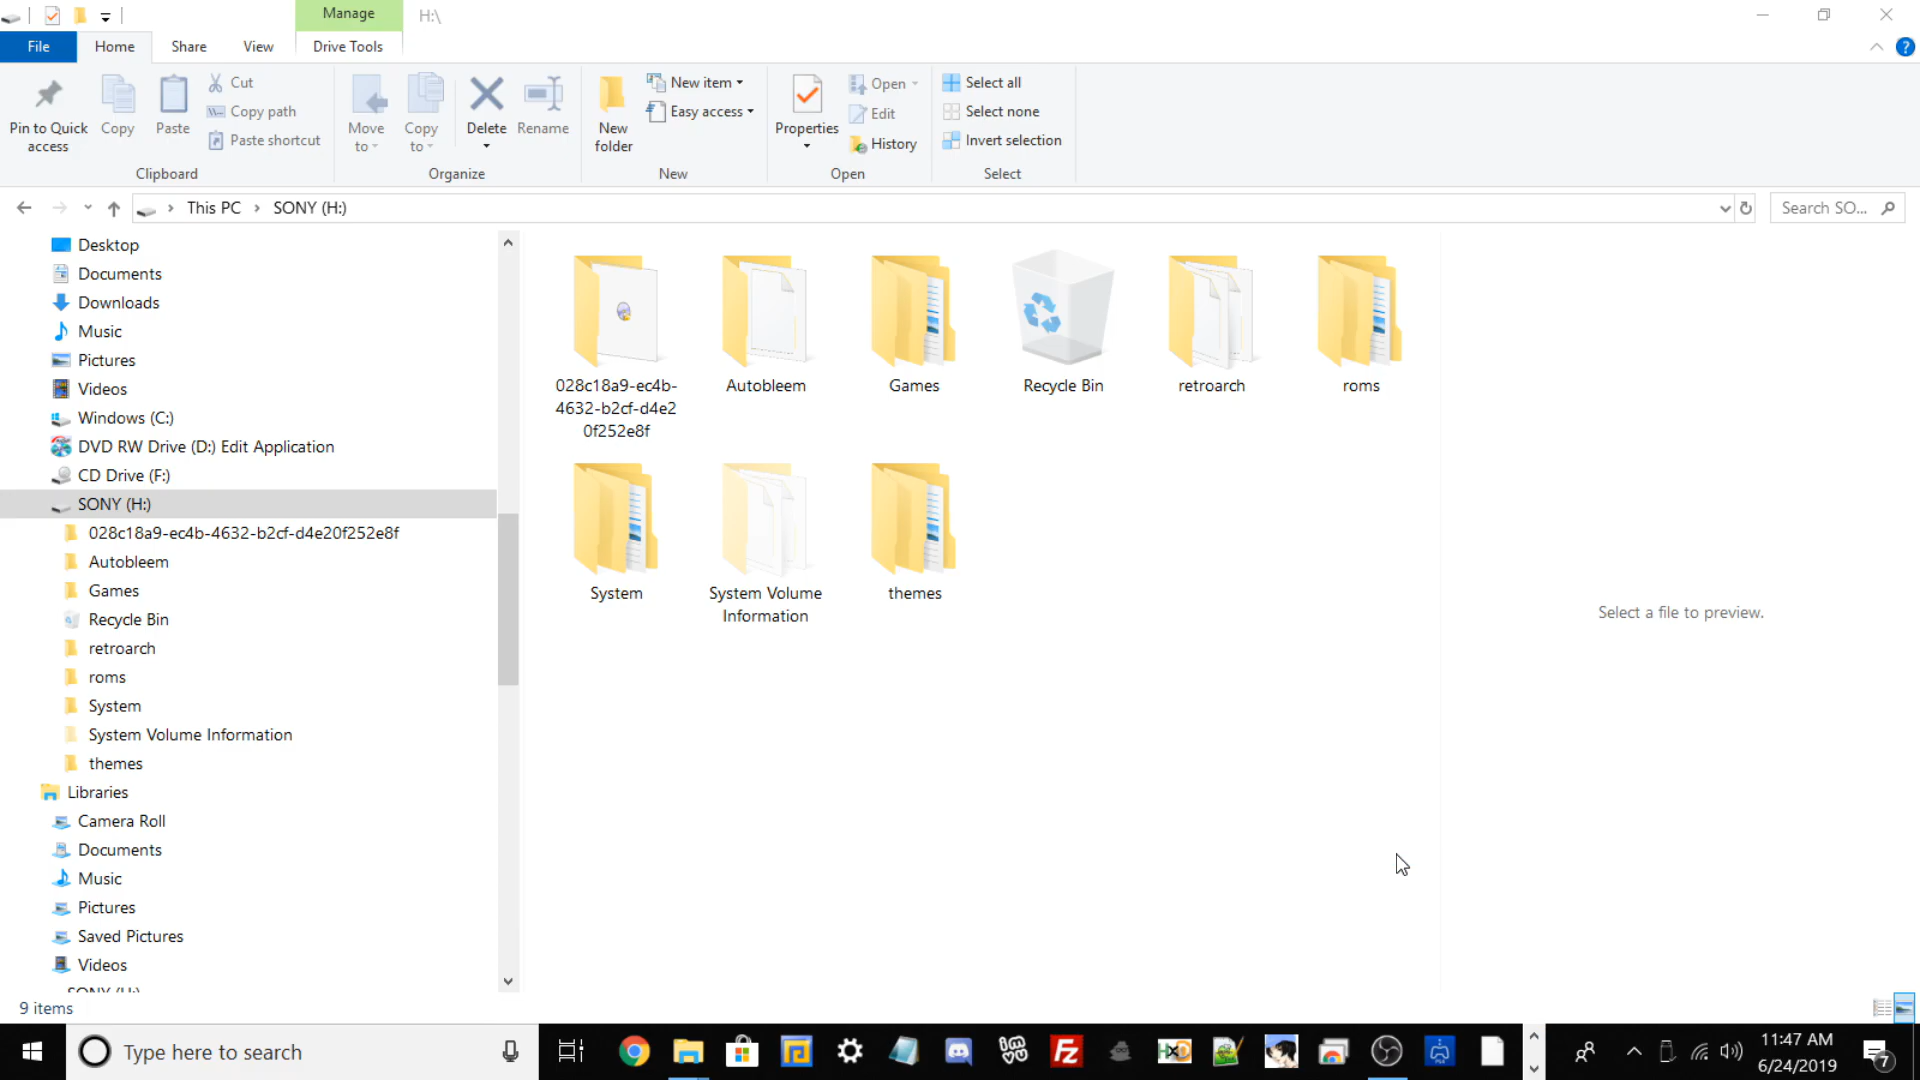 Manage
H:\
File
Home
Share
View
Drive Tools
Pin to Quick
access
Copy
Paste
Cut
Copy path
Paste shortcut
Clipboard
Move
to
Copy
to
Delete
Rename
Organize
New
folder
New item
Easy access
New
Properties
Open
Edit
History
Open
Select all
Select none
Invert selection
Select
This PC
SONY (H:)
Search SO...
Desktop
Documents
Downloads
Music
Pictures
Videos
Windows (C:)
DVD RW Drive (D:) Edit Application
CD Drive (F:)
SONY (H:)
028c18a9-ec4b-4632-b2cf-d4e20f252e8f
Autobleem
Games
Recycle Bin
retroarch
roms
System
System Volume Information
themes
Libraries
Camera Roll
Documents
Music
Pictures
Saved Pictures
Videos
SONY (H:)
028c18a9-ec4b-
4632-b2cf-d4e2
0f252e8f
Autobleem
Games
Recycle Bin
retroarch
roms
System
System Volume
Information
themes
Select a file to preview.
9 items
Type here to search
11:47 AM
6/24/2019
7